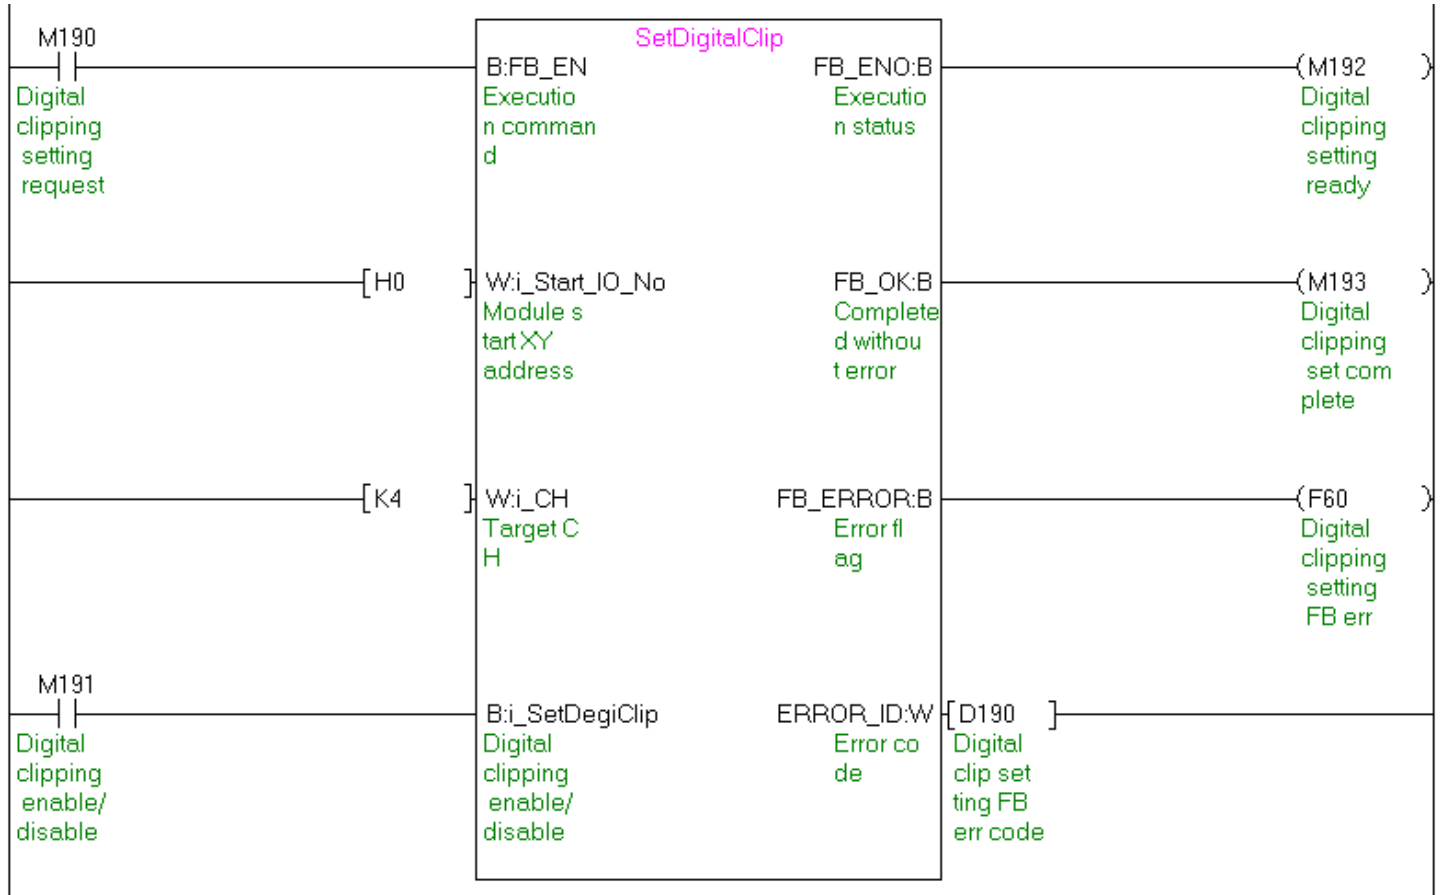 SetDigitalClip
M190
B:FB_EN
FB_ENO:B
(M192 )
Digital
clipping
setting
request
Executio
n comman
d
Executio
n status
Digital
clipping
setting
ready
[H0 ]
W:i_Start_IO_No
FB_OK:B
(M193 )
Module s
tart XY
address
Complete
d withou
t error
Digital
clipping
set com
plete
[K4 ]
W:i_CH
FB_ERROR:B
(F60 )
Target C
H
Error fl
ag
Digital
clipping
setting
FB err
M191
B:i_SetDegiClip
ERROR_ID:W
[D190 ]
Digital
clipping
enable/
disable
Digital
clipping
enable/
disable
Error co
de
Digital
clip set
ting FB
err code